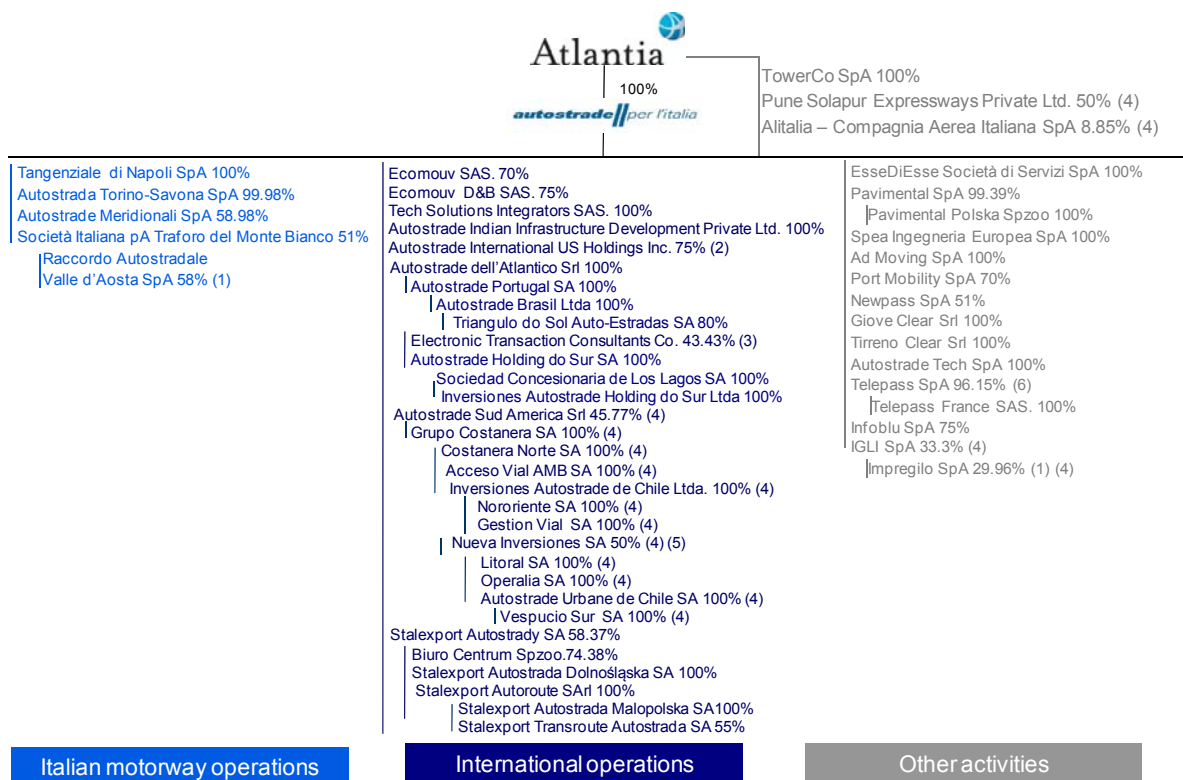 Atlantia
100%
autostrade//per l'italia
TowerCo SpA 100%
Pune Solapur Expressways Private Ltd. 50% (4)
Alitalia – Compagnia Aerea Italiana SpA 8.85% (4)
Tangenziale di Napoli SpA 100%
Autostrada Torino-Savona SpA 99.98%
Autostrade Meridionali SpA 58.98%
Società Italiana pA Traforo del Monte Bianco 51%
Raccordo Autostradale
Valle d'Aosta SpA 58% (1)
Ecomouv SAS. 70%
Ecomouv D&B SAS. 75%
Tech Solutions Integrators SAS. 100%
Autostrade Indian Infrastructure Development Private Ltd. 100%
Autostrade International US Holdings Inc. 75% (2)
Autostrade dell'Atlantico Srl 100%
Autostrade Portugal SA 100%
Autostrade Brasil Ltda 100%
Triangulo do Sol Auto-Estradas SA 80%
Electronic Transaction Consultants Co. 43.43% (3)
Autostrade Holding do Sur SA 100%
Sociedad Concesionaria de Los Lagos SA 100%
Inversiones Autostrade Holding do Sur Ltda 100%
Autostrade Sud America Srl 45.77% (4)
Grupo Costanera SA 100% (4)
Costanera Norte SA 100% (4)
Acceso Vial AMB SA 100% (4)
Inversiones Autostrade de Chile Ltda. 100% (4)
Nororiente SA 100% (4)
Gestion Vial SA 100% (4)
Nueva Inversiones SA 50% (4) (5)
Litoral SA 100% (4)
Operalia SA 100% (4)
Autostrade Urbane de Chile SA 100% (4)
Vespucio Sur SA 100% (4)
Stalexport Autostrady SA 58.37%
Biuro Centrum Spzoo.74.38%
Stalexport Autostrada Dolnośląska SA 100%
Stalexport Autoroute SArl 100%
Stalexport Autostrada Malopolska SA100%
Stalexport Transroute Autostrada SA 55%
EsseDiEsse Società di Servizi SpA 100%
Pavimental SpA 99.39%
Pavimental Polska Spzoo 100%
Spea Ingegneria Europea SpA 100%
Ad Moving SpA 100%
Port Mobility SpA 70%
Newpass SpA 51%
Giove Clear Srl 100%
Tirreno Clear Srl 100%
Autostrade Tech SpA 100%
Telepass SpA 96.15% (6)
Telepass France SAS. 100%
Infoblu SpA 75%
IGLI SpA 33.3% (4)
Impregilo SpA 29.96% (1) (4)
Italian motorway operations
International operations
Other activities